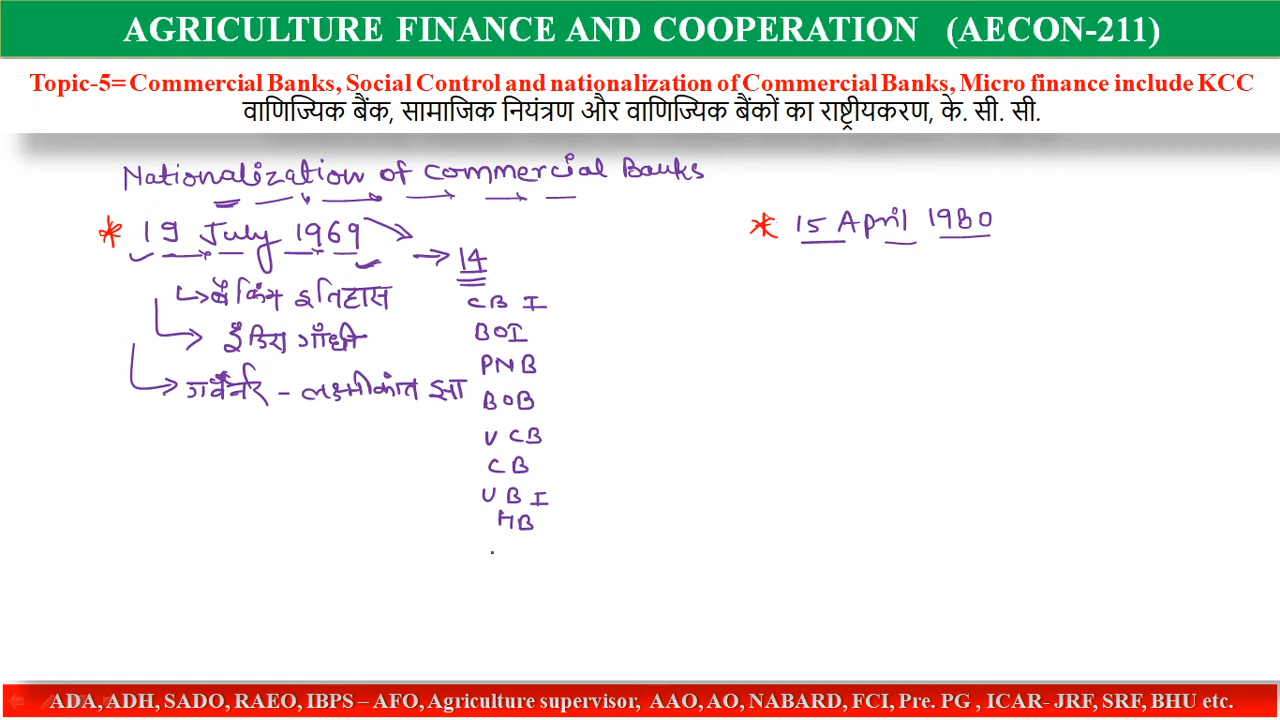 AGRICULTURE FINANCE AND COOPERATION (AECON-211)
Topic-5= Commercial Banks, Social Control and nationalization of Commercial Banks, Micro finance include KCC
वाणिज्यिक बैंक, सामाजिक नियंत्रण और वाणिज्यिक बैंकों का राष्ट्रीयकरण, के. सी. सी.
Nationalization of Commercial Banks
* 19 July 1969
14
बैंकिंग इतिहास
इंदिरा गाँधी
गर्वनर - लक्ष्मीकांत झा
CBI
BOI
PNB
BOB
UCB
CB
UBI
* 15 April 1980
ADA, ADH, SADO, RAEO, IBPS – AFO, Agriculture supervisor, AAO, AO, NABARD, FCI, Pre. PG , ICAR- JRF, SRF, BHU etc.